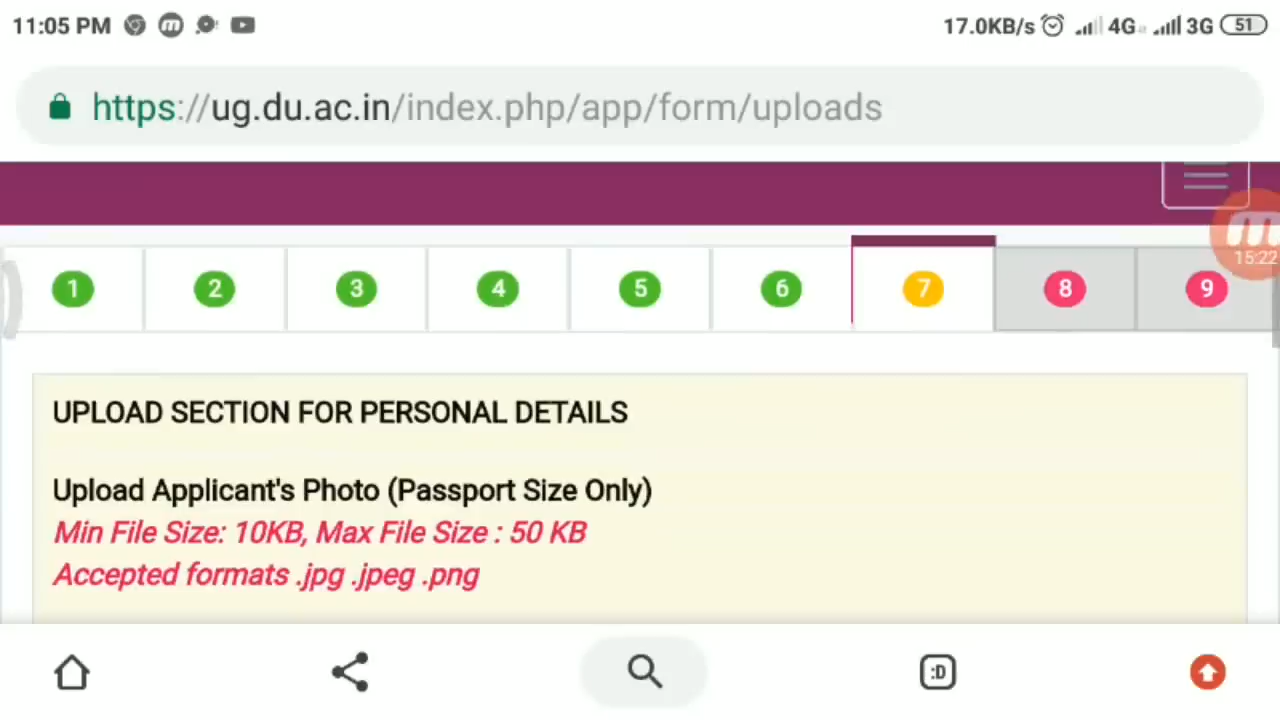 11:05 PM
17.0KB/s 4G 3G 51
https://ug.du.ac.in/index.php/app/form/uploads
15:22
1 2 3 4 5 6 7 8 9
UPLOAD SECTION FOR PERSONAL DETAILS
Upload Applicant's Photo (Passport Size Only)
Min File Size: 10KB, Max File Size : 50 KB
Accepted formats .jpg .jpeg .png
:D